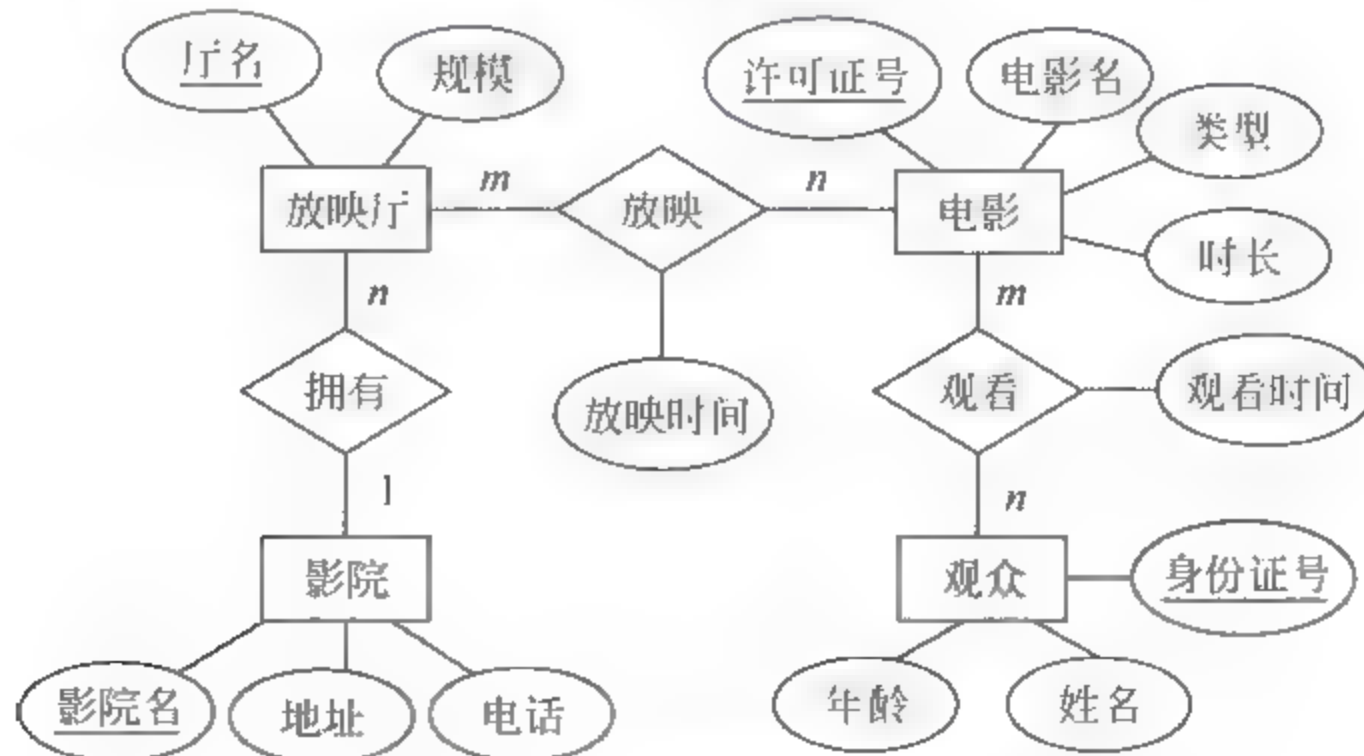 厅名
规模
许可证号
电影名
类型
放映厅
m
放映
n
电影
时长
n
m
拥有
放映时间
观看
观看时间
1
n
影院
观众
身份证号
影院名
地址
电话
年龄
姓名